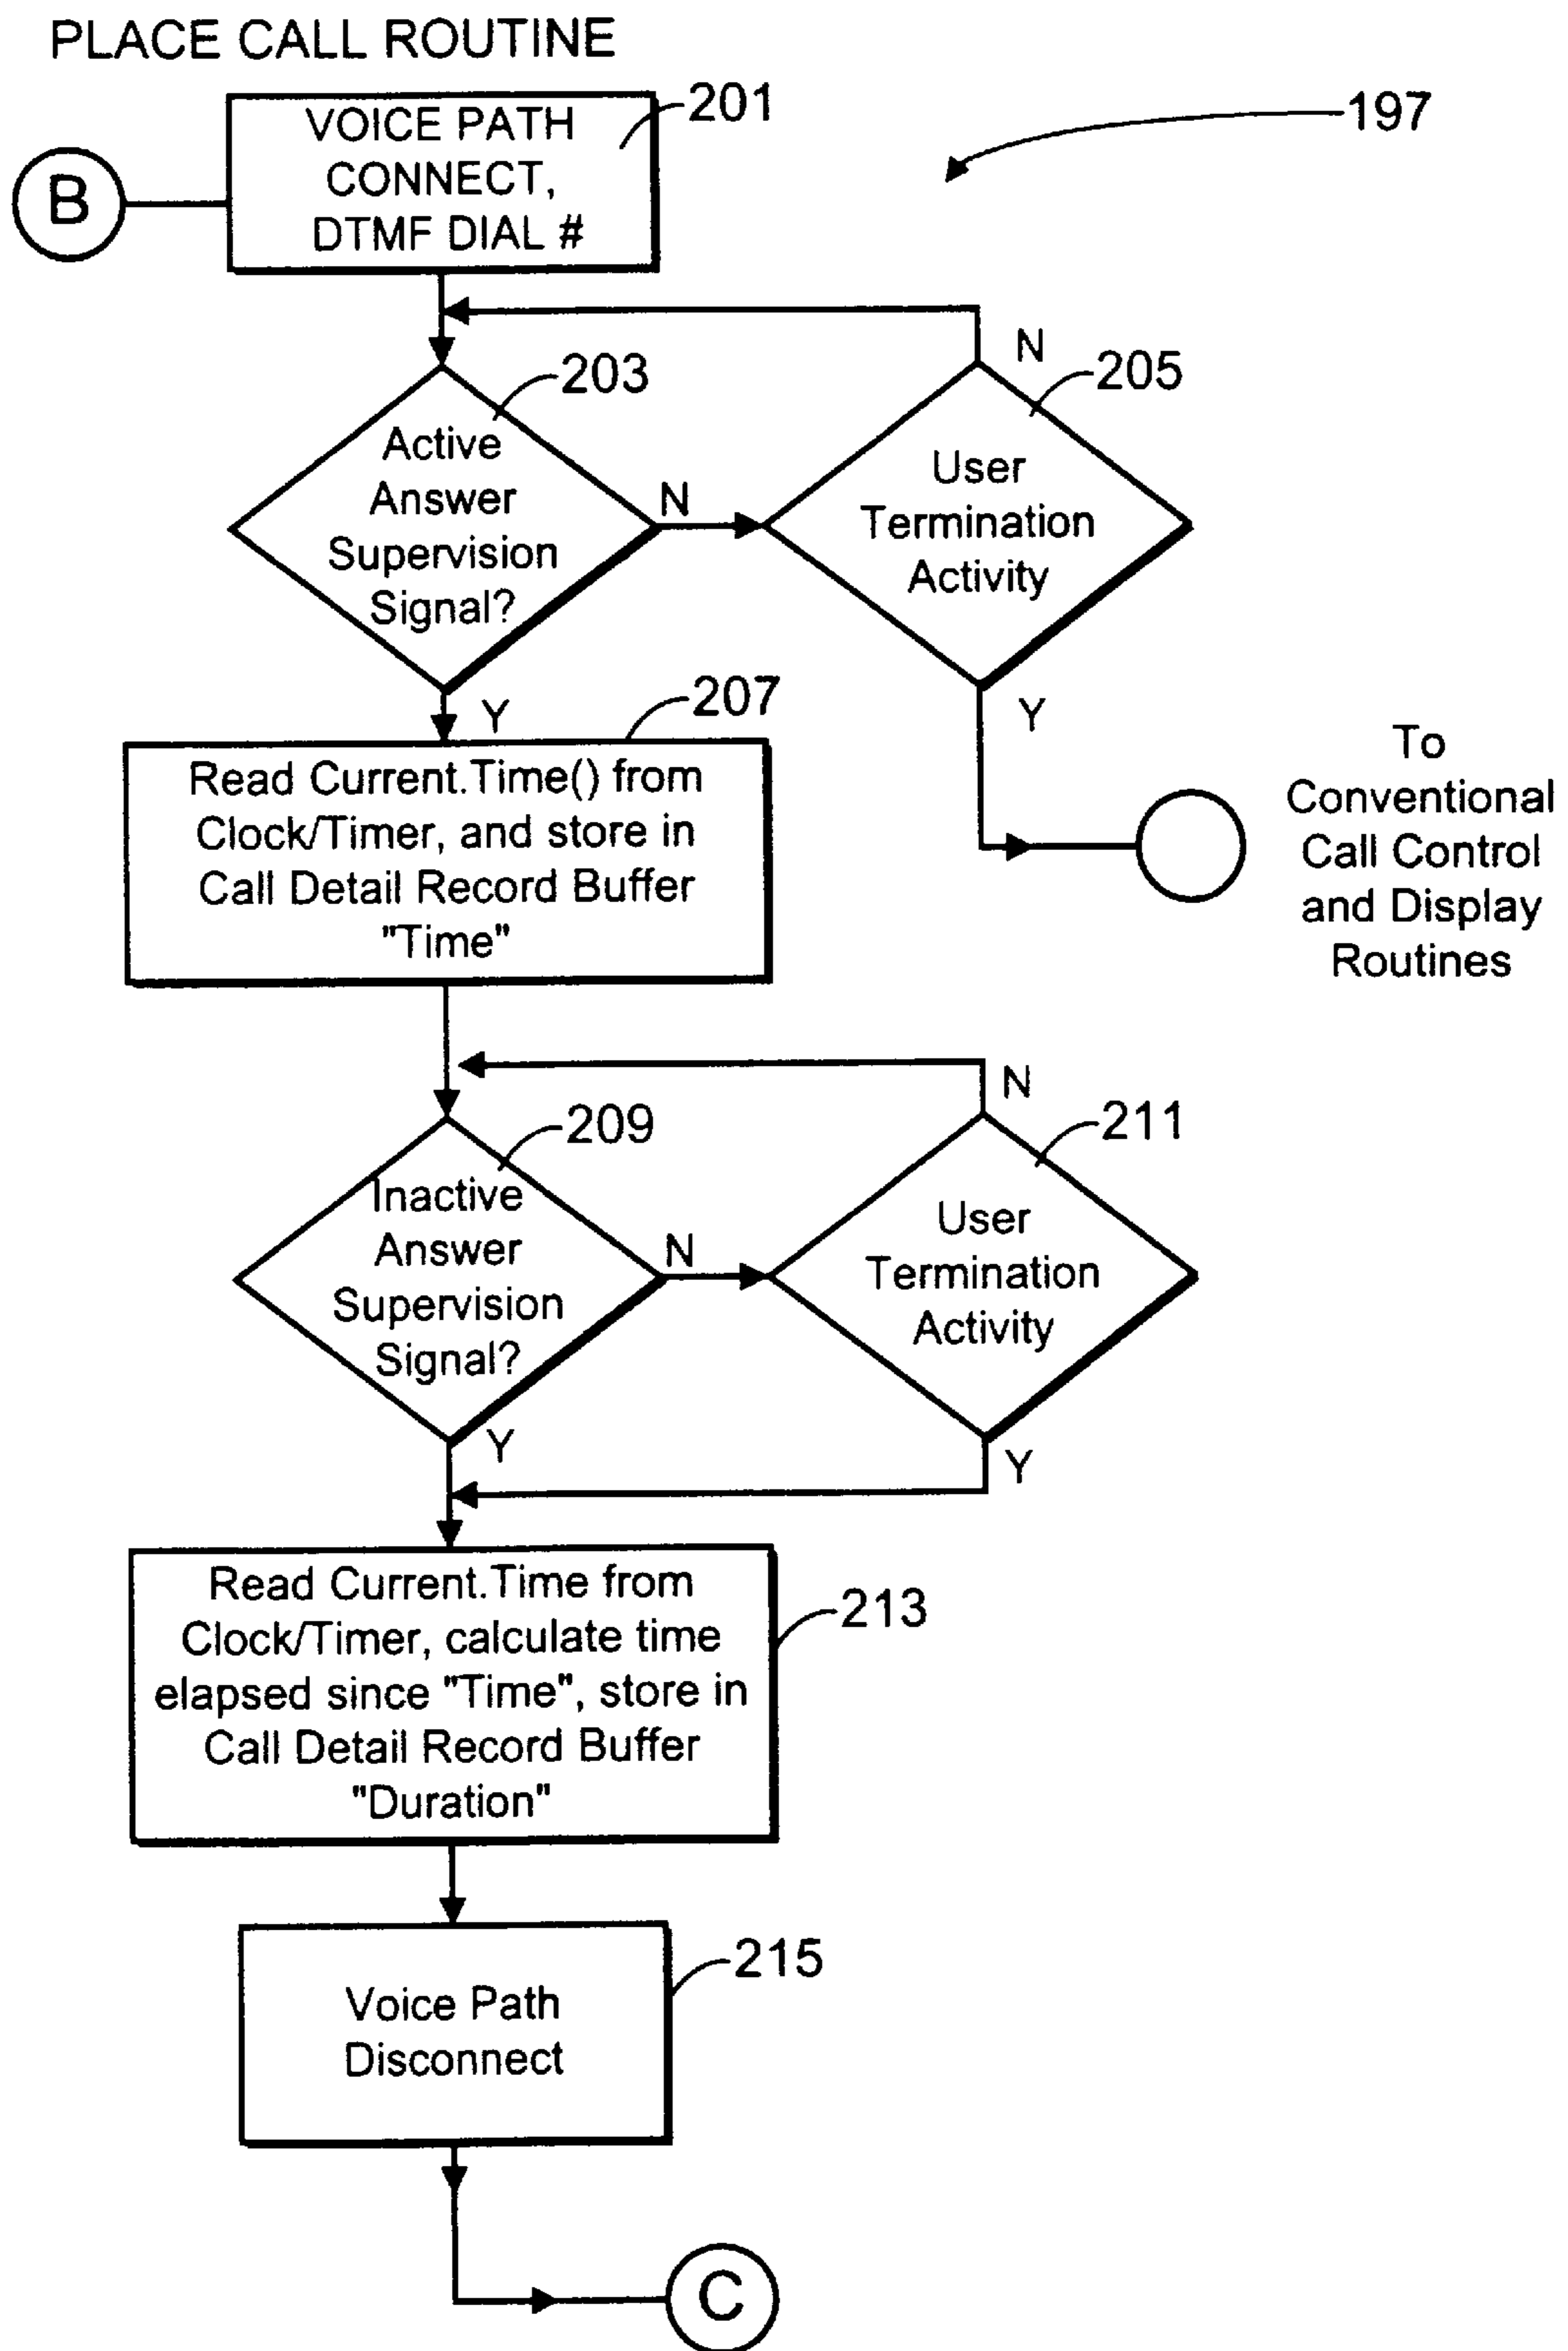 PLACE CALL ROUTINE
201
197
VOICE PATH
CONNECT,
DTMF DIAL #
B
N
203
205
Active
Answer
Supervision
Signal?
N
User
Termination
Activity
Y
207
Y
Read Current.Time() from
Clock/Timer, and store in
Call Detail Record Buffer
"Time"
To
Conventional
Call Control
and Display
Routines
N
209
211
Inactive
Answer
Supervision
Signal?
N
User
Termination
Activity
Y
Y
Read Current.Time from
Clock/Timer, calculate time
elapsed since "Time", store in
Call Detail Record Buffer
"Duration"
213
215
Voice Path
Disconnect
C